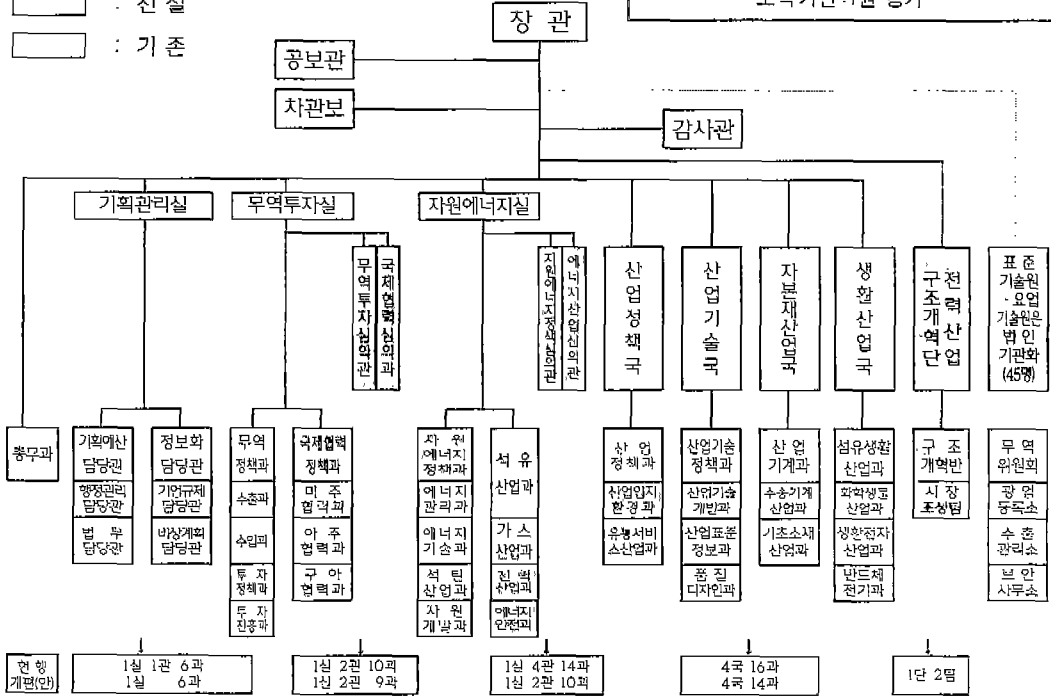 : 신설
: 기존
창 관
공보관
차관보
감사관
기획관리실
무역투자실
자원에너지실
무역투자심의관
국제협력심의과
자원에너지정책심의관
에너지산업심의관
산업정책국
산업기술국
자본재산업국
생활산업국
전력산업
구조개혁단
표 준
기술원
· 요업
기술원은
법 인
기관화
(45명)
총무과
기획예산
담당관
행정관리
담당관
법 무
담당관
정보화
담당관
기업규제
담당관
비상계획
담당관
무역
정책과
수출과
수입과
투 자
정책과
투 자
진흥과
국제협력
정책과
미 주
협력과
아 주
협력과
구 아
협력과
자 원
에너지
정책과
에너지
관리과
에너지
기술과
석 탄
산업과
자 원
개발과
석 유
산업과
가 스
산업과
전 력
산업과
에너지
안전과
산 업
정책과
산업입지
환경과
유통서비
스산업과
산업기술
정책과
산업기술
개발과
산업표준
정보과
품 질
디자인과
산 업
기계과
수송기계
산업과
기초소재
산업과
섬유생활
산업과
화학생물
산업과
생활전자
산업과
반도체
전기과
구 조
개혁반
시 장
조성팀
무 역
위원회
광 업
등록소
수 출
관리소
보 안
사무소
현 행
개편(안)
1실 1관 6과
1실 6과
1실 2관 10과
1실 2관 9과
1실 4관 14과
1실 2관 10과
4국 16과
4국 14과
1단 2팀